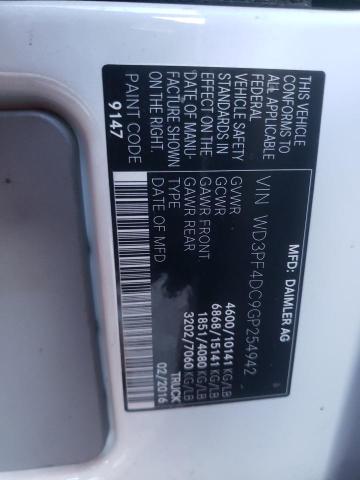 MFD: DAIMLER AG
VIN WD3PF4DC9GP254942
GVWR 4600/10141 KG/LB
GCWR 6868/15141 KG/LB
GAWR FRONT 1851/4080 KG/LB
GAWR REAR 3202/7060 KG/LB
TYPE TRUCK
DATE OF MFD 02/2016
THIS VEHICLE
CONFORMS TO
ALL APPLICABLE
FEDERAL
VEHICLE SAFETY
STANDARDS IN
EFFECT ON THE
DATE OF MANU-
FACTURE SHOWN
ON THE RIGHT.
PAINT CODE
9147